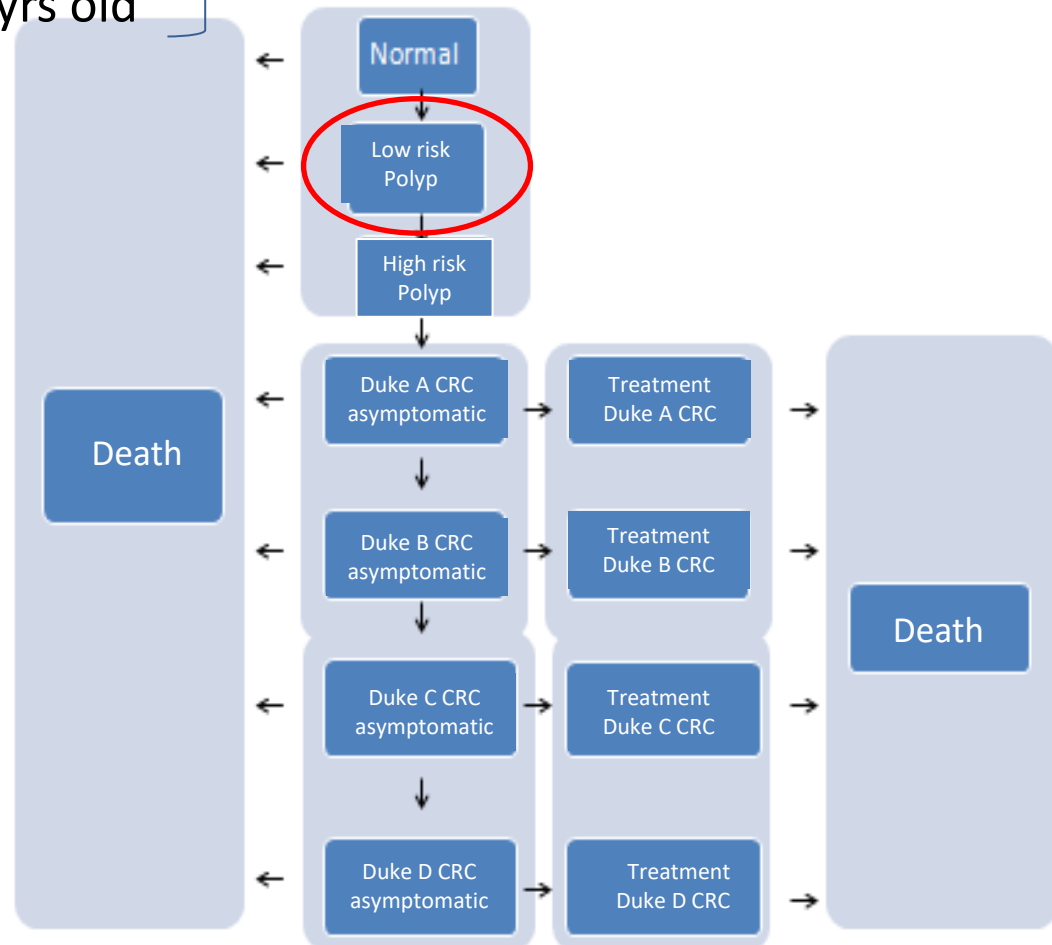 yrs old
Normal
Low risk
Polyp
High risk
Polyp
Duke A CRC
asymptomatic
Treatment
Duke A CRC
Death
Duke B CRC
asymptomatic
Treatment
Duke B CRC
Death
Duke C CRC
asymptomatic
Treatment
Duke C CRC
Duke D CRC
asymptomatic
Treatment
Duke D CRC